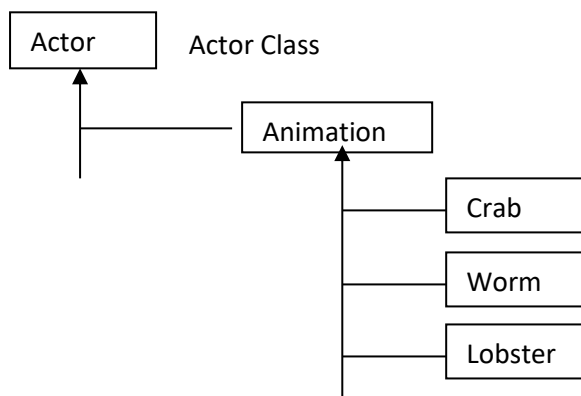 Actor
Actor Class
Animation
Crab
Worm
Lobster